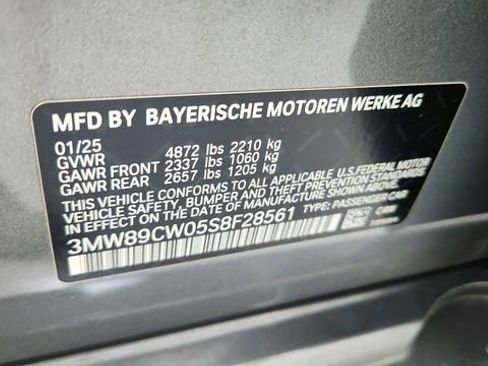 MFD BY BAYERISCHE MOTOREN WERKE AG
01/25
GVWR 4872 lbs 2210 kg
GAWR FRONT 2337 lbs 1060 kg
GAWR REAR 2657 lbs 1205 kg
THIS VEHICLE CONFORMS TO ALL APPLICABLE U.S. FEDERAL MOTOR
VEHICLE SAFETY, BUMPER AND THEFT PREVENTION STANDARDS
IN EFFECT ON THE DATE OF MANUFACTURE SHOWN ABOVE.
3MW89CW05S8F28561 TYPE: PASSENGER CAR